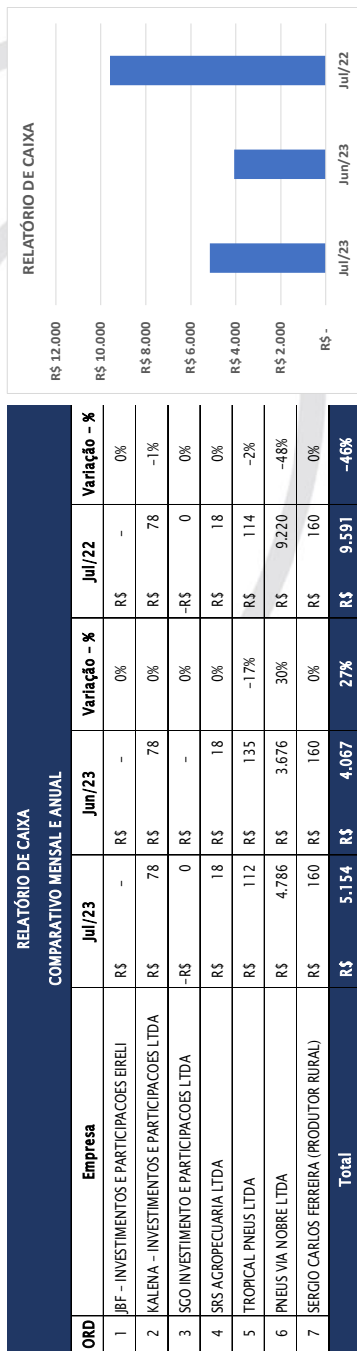 RELATÓRIO DE CAIXA
COMPARATIVO MENSAL E ANUAL
ORD Empresa Jul/23 Jun/23 Variação - % Jul/22 Variação - %
1 JBF - INVESTIMENTOS E PARTICIPACOES EIRELI R$ - R$ - 0% R$ - 0%
2 KALENA - INVESTIMENTOS E PARTICIPACOES LTDA R$ 78 R$ 78 0% R$ 78 -1%
3 SGO INVESTIMENTO E PARTICIPACOES LTDA -R$ 0 R$ - 0% -R$ 0 0%
4 SRS AGROPECUARIA LTDA R$ 18 R$ 18 0% R$ 18 0%
5 TROPICAL PNEUS LTDA R$ 112 R$ 135 -17% R$ 114 -2%
6 PNEUS VIA NOBRE LTDA R$ 4.786 R$ 3.676 30% R$ 9.220 -48%
7 SERGIO CARLOS FERREIRA (PRODUTOR RURAL) R$ 160 R$ 160 0% R$ 160 0%
Total R$ 5.154 R$ 4.067 27% R$ 9.591 -46%
RELATÓRIO DE CAIXA
R$ 12.000
R$ 10.000
R$ 8.000
R$ 6.000
R$ 4.000
R$ 2.000
R$ -
Jul/23 Jun/23 Jul/22